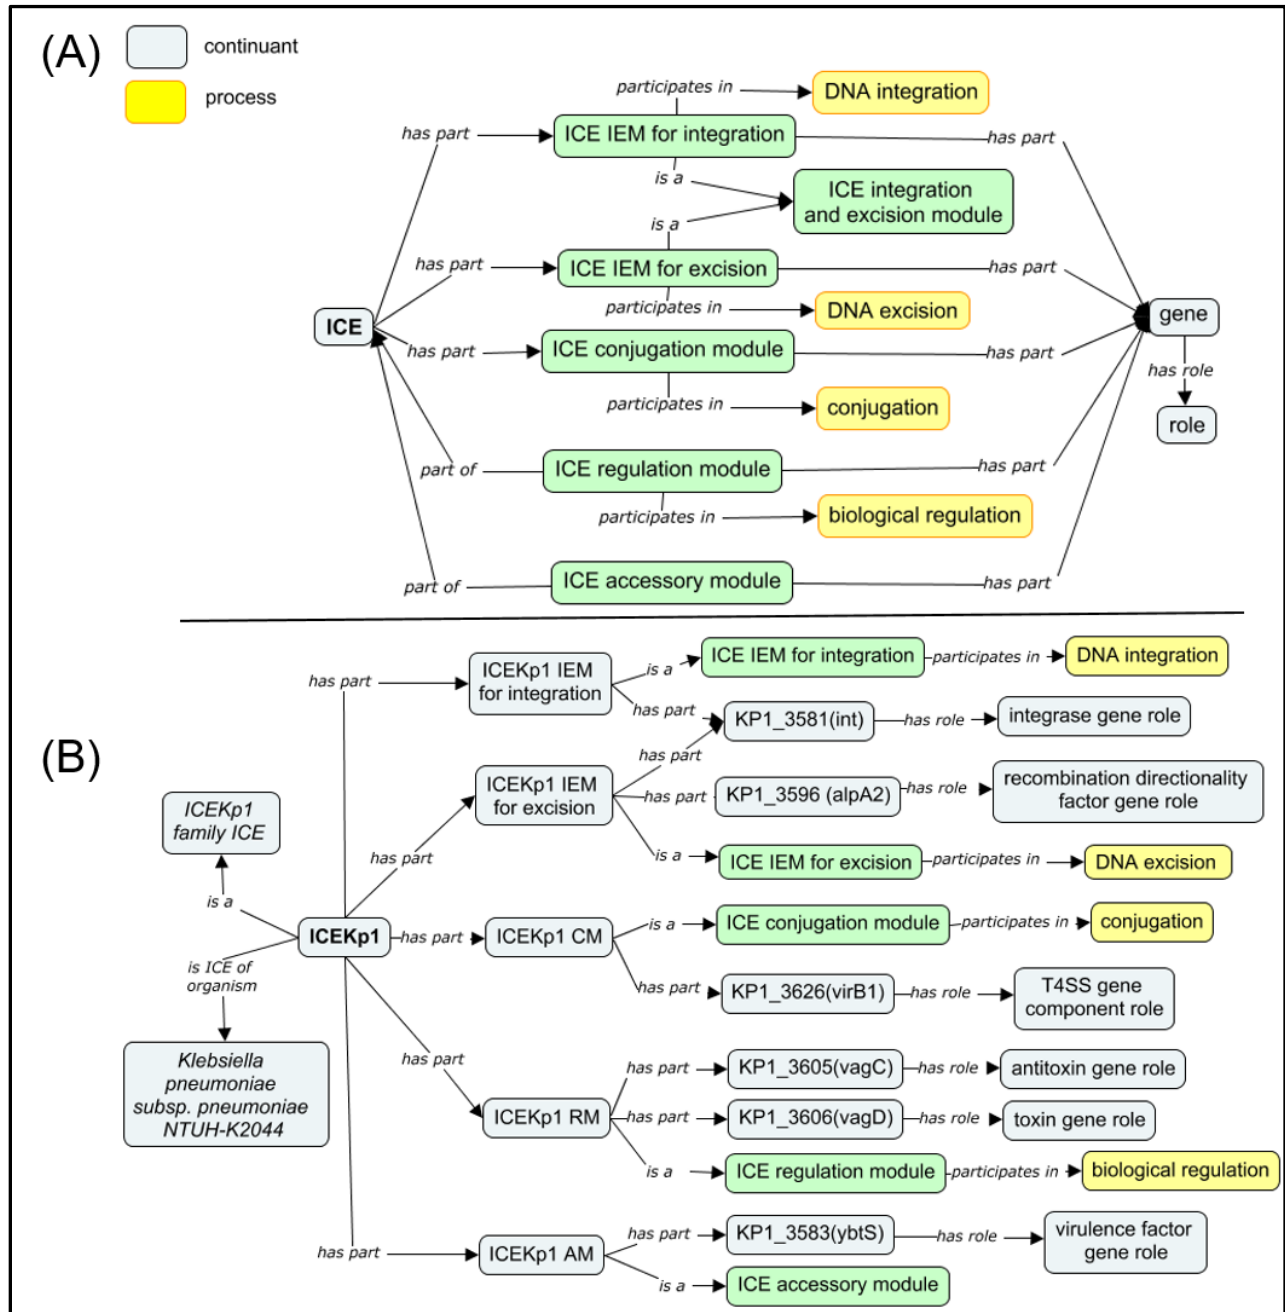 (A)
continuant
process
participates in
DNA integration
has part
ICE IEM for integration
has part
is a
ICE integration
and excision module
is a
has part
ICE IEM for excision
has part
participates in
DNA excision
ICE
gene
has part
ICE conjugation module
has part
has role
participates in
conjugation
role
part of
ICE regulation module
has part
participates in
biological regulation
part of
ICE accessory module
has part
(B)
has part
ICEKp1 IEM
for integration
is a
ICE IEM for integration
participates in
DNA integration
has part
KP1_3581(int)
has role
integrase gene role
has part
ICEKp1 IEM
for excision
has part
KP1_3596 (alpA2)
has role
recombination directionality
factor gene role
has part
is a
ICE IEM for excision
participates in
DNA excision
ICEKp1
family ICE
is a
ICEKp1
has part
ICEKp1 CM
is a
ICE conjugation module
participates in
conjugation
is ICE of
organism
has part
KP1_3626(virB1)
has role
T4SS gene
component role
Klebsiella
pneumoniae
subsp. pneumoniae
NTUH-K2044
has part
ICEKp1 RM
has part
KP1_3605(vagC)
has role
antitoxin gene role
has part
KP1_3606(vagD)
has role
toxin gene role
is a
ICE regulation module
participates in
biological regulation
has part
ICEKp1 AM
has part
KP1_3583(ybtS)
has role
virulence factor
gene role
is a
ICE accessory module